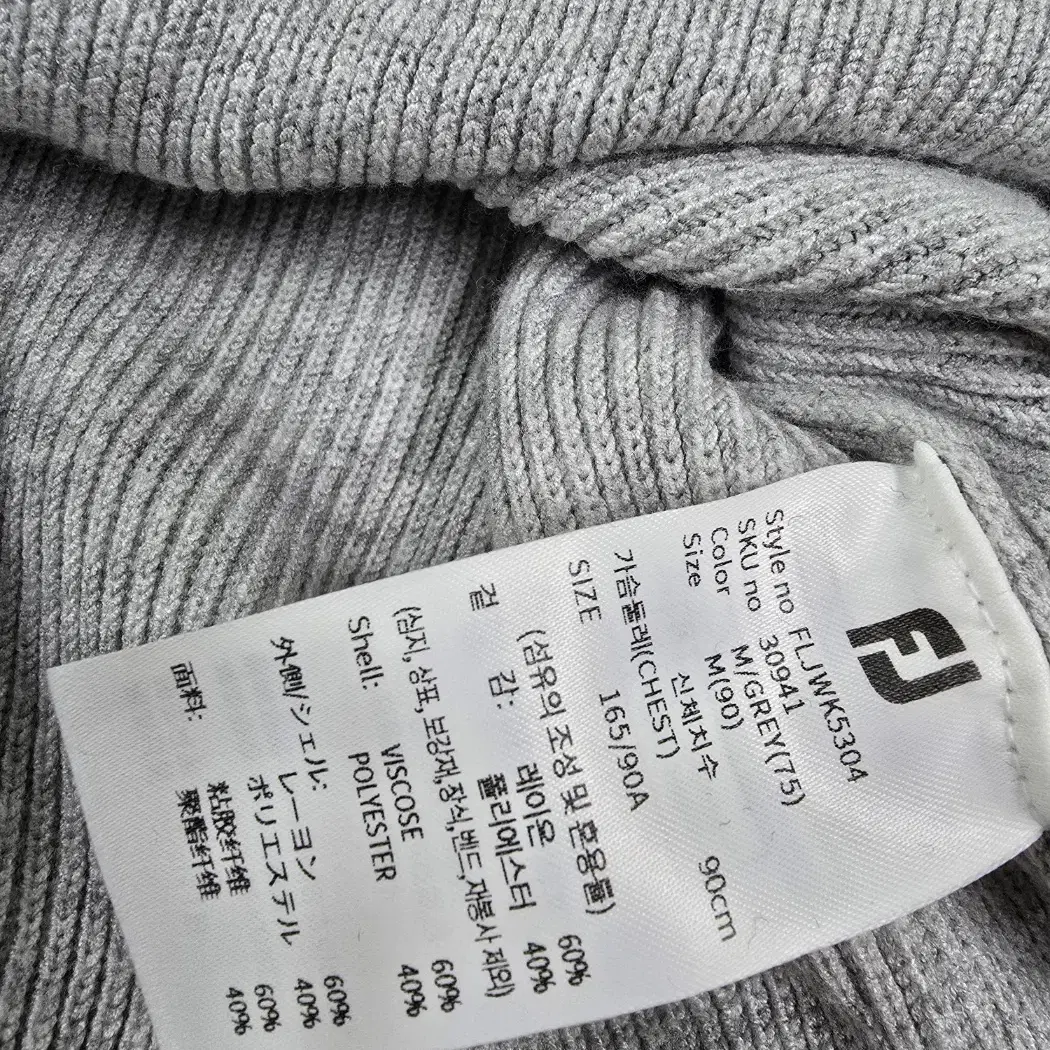 FJ
Style no FLJWK5304
SKU no 30941
Color M/GREY(75)
Size M(90)
신체치수
가슴둘레(CHEST) 90cm
SIZE 165/90A
(섬유의 조성 및 혼용률)
겉 감: 레이온 60%
폴리에스터 40%
(심지, 상표, 보강재,장식,밴드,재봉사 제외)
Shell: VISCOSE 60%
POLYESTER 40%
外側/シェル: レーヨン 60%
ポリエステル 40%
面料: 粘胶纤维 60%
聚酯纤维 40%